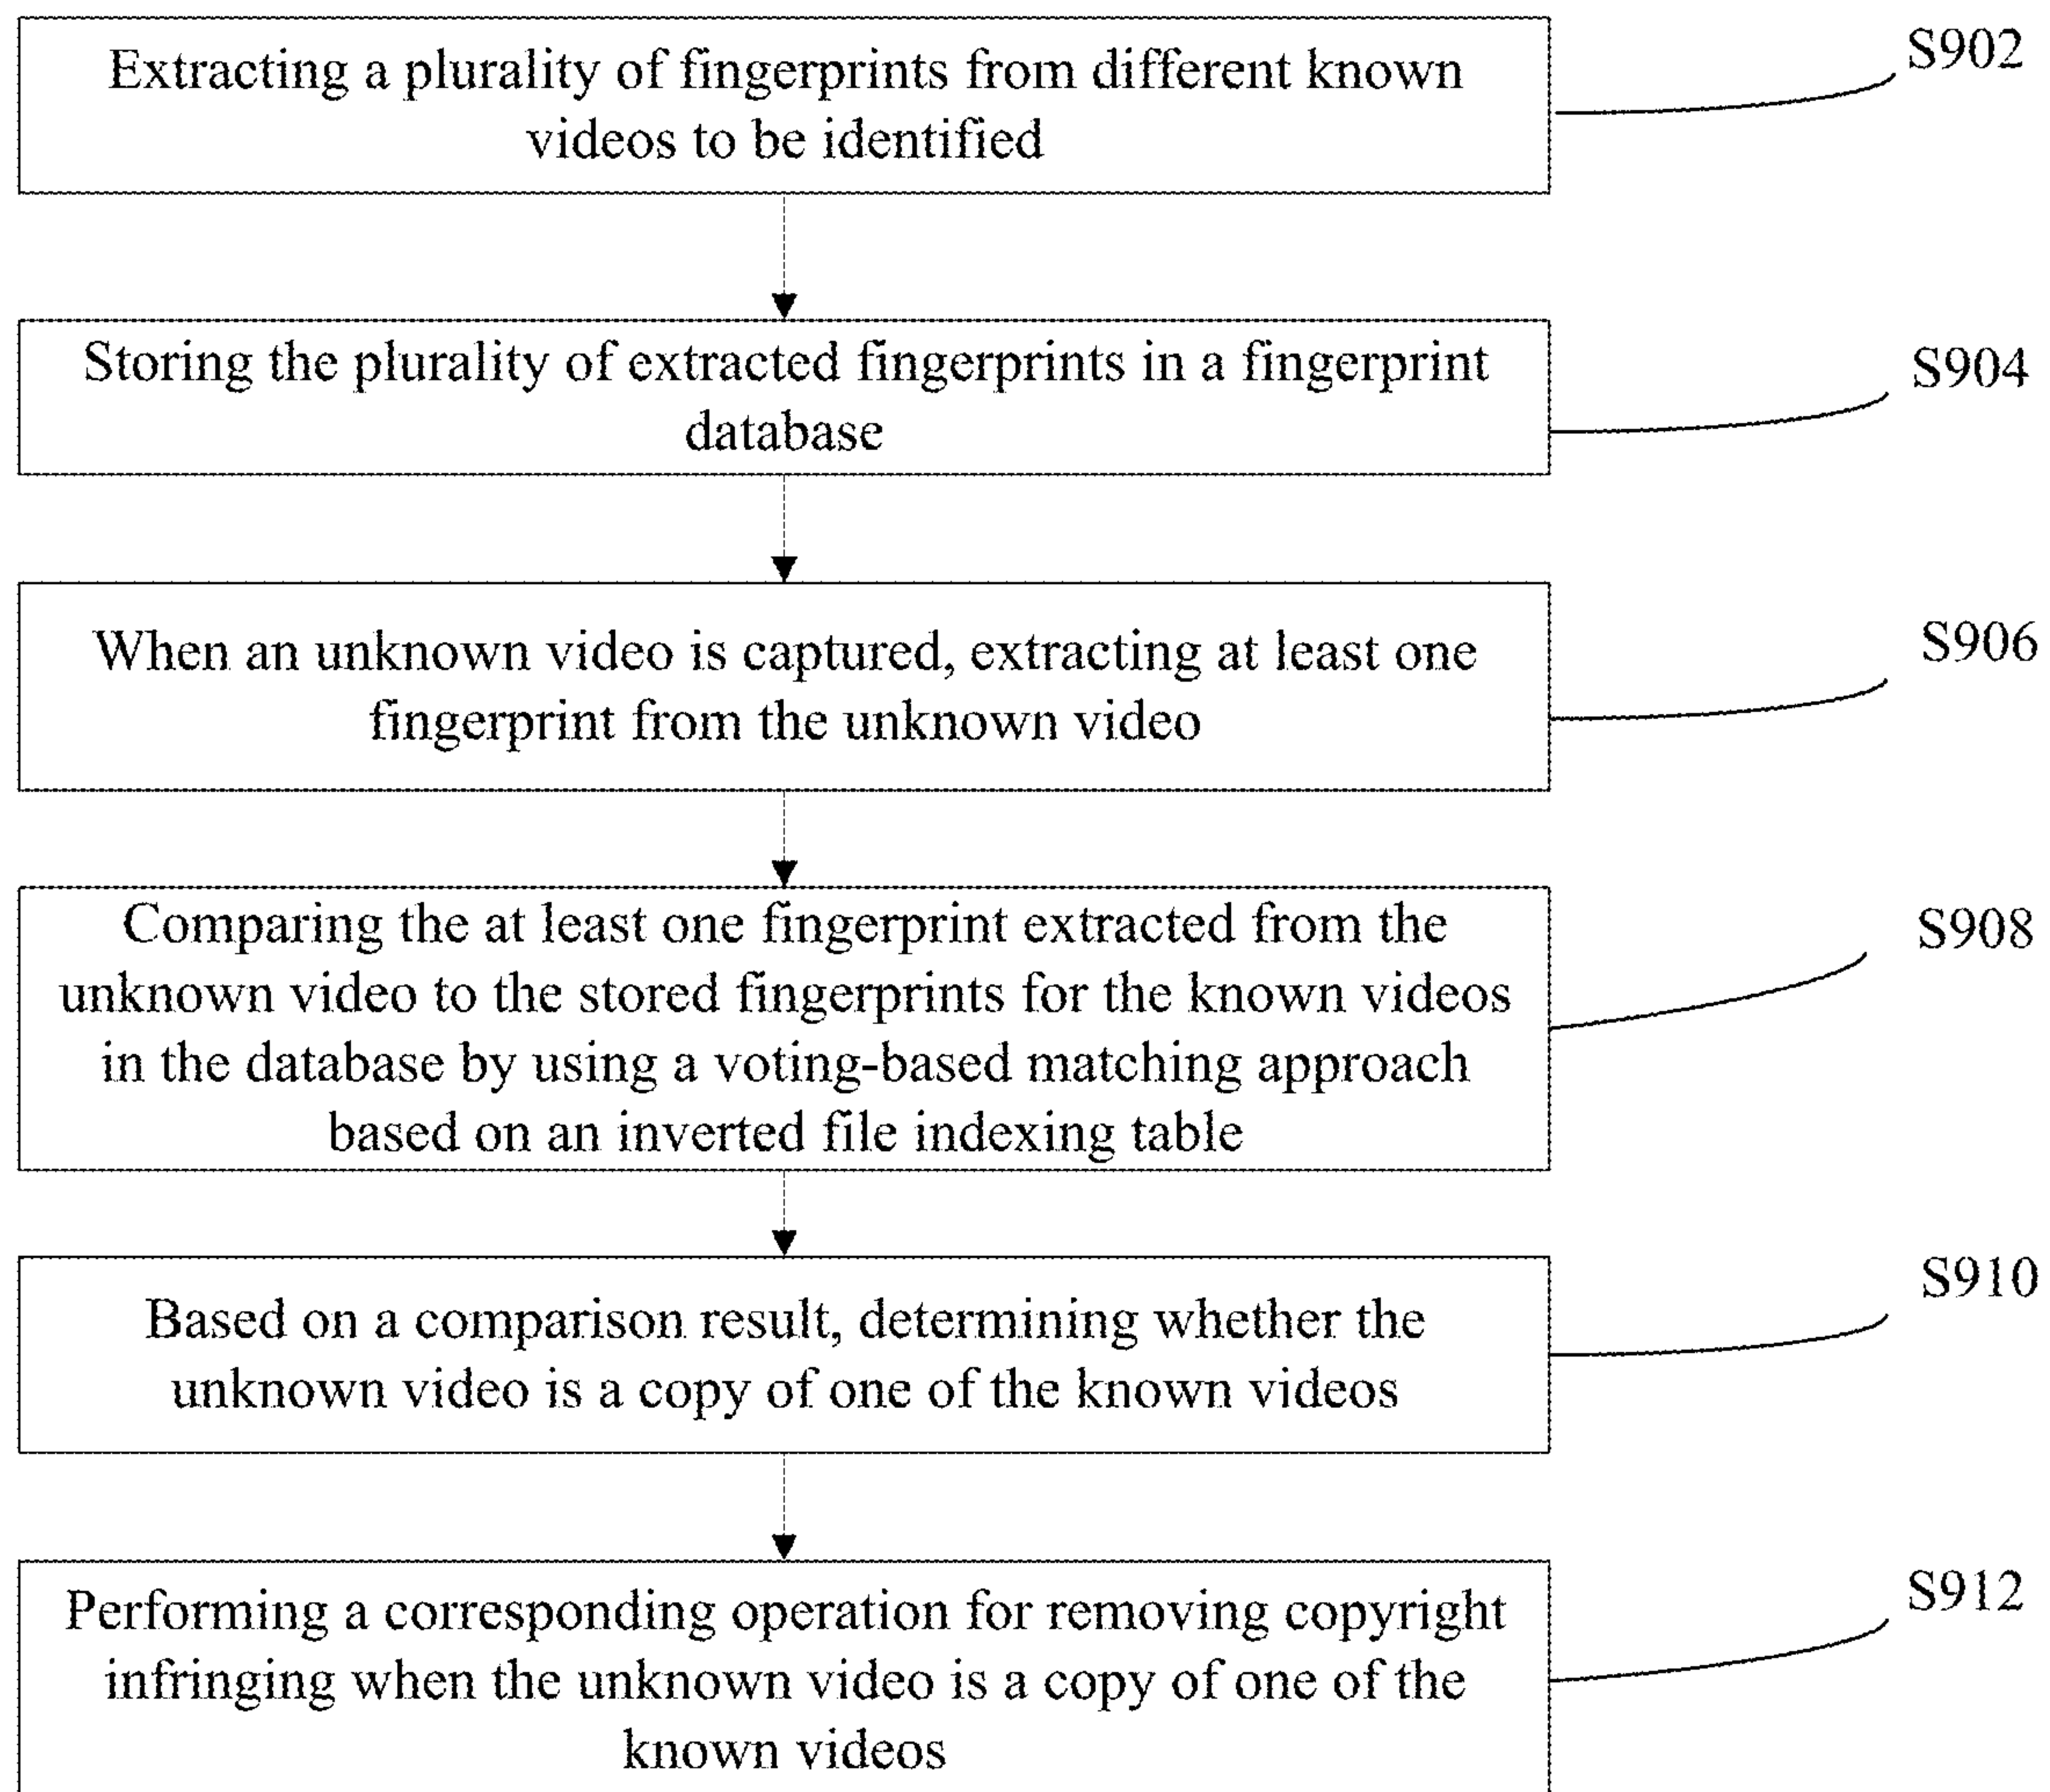 Extracting a plurality of fingerprints from different known
videos to be identified
S902
Storing the plurality of extracted fingerprints in a fingerprint
database
S904
When an unknown video is captured, extracting at least one
fingerprint from the unknown video
S906
Comparing the at least one fingerprint extracted from the
unknown video to the stored fingerprints for the known videos
in the database by using a voting-based matching approach
based on an inverted file indexing table
S908
Based on a comparison result, determining whether the
unknown video is a copy of one of the known videos
S910
Performing a corresponding operation for removing copyright
infringing when the unknown video is a copy of one of the
known videos
S912